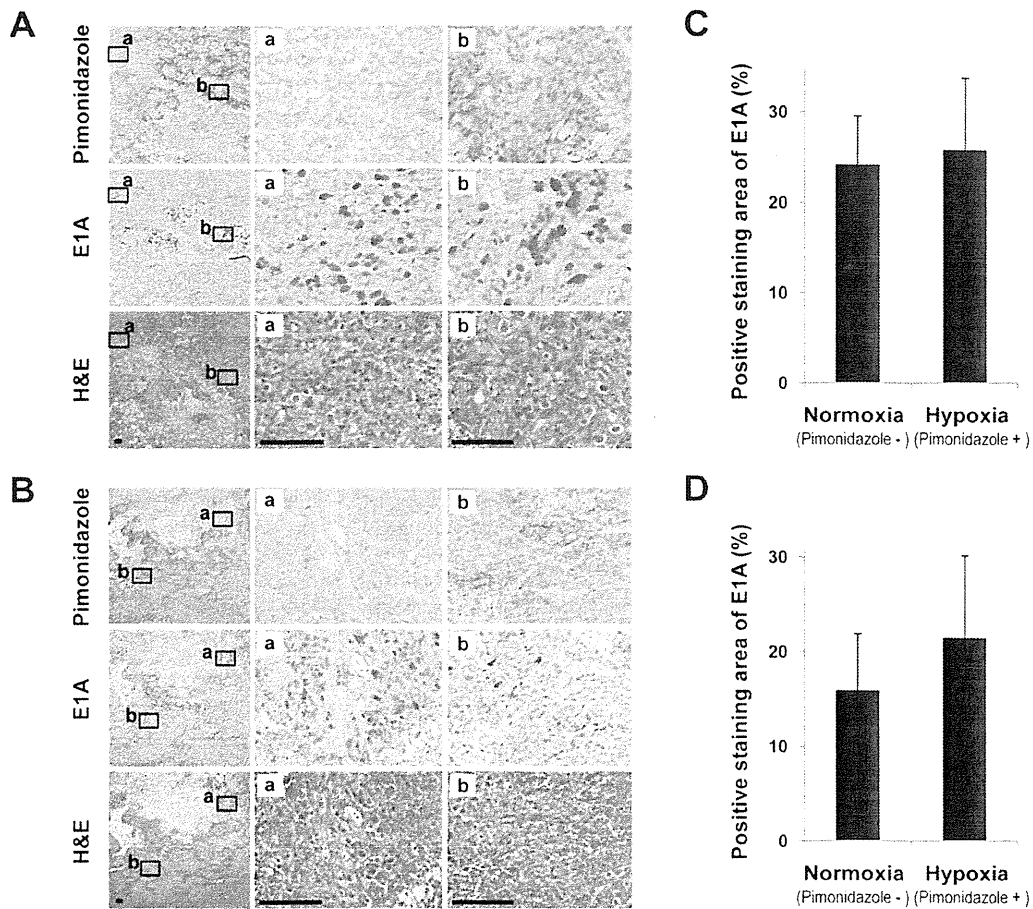 A
Pimonidazole
a
b
a
b
E1A
a
b
a
b
H&E
a
b
a
b
B
Pimonidazole
a
b
a
b
E1A
a
b
a
b
H&E
a
b
a
b
C
Positive staining area of E1A (%)
30
20
10
0
Normoxia Hypoxia
(Pimonidazole - ) (Pimonidazole + )
D
Positive staining area of E1A (%)
30
20
10
0
Normoxia Hypoxia
(Pimonidazole - ) (Pimonidazole + )